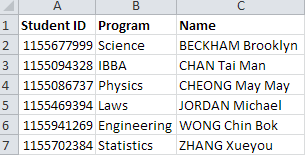 A B C
1 Student ID Program Name
2 1155677999 Science BECKHAM Brooklyn
3 1155094328 IBBA CHAN Tai Man
4 1155086737 Physics CHEONG May May
5 1155469394 Laws JORDAN Michael
6 1155941269 Engineering WONG Chin Bok
7 1155702384 Statistics ZHANG Xueyou